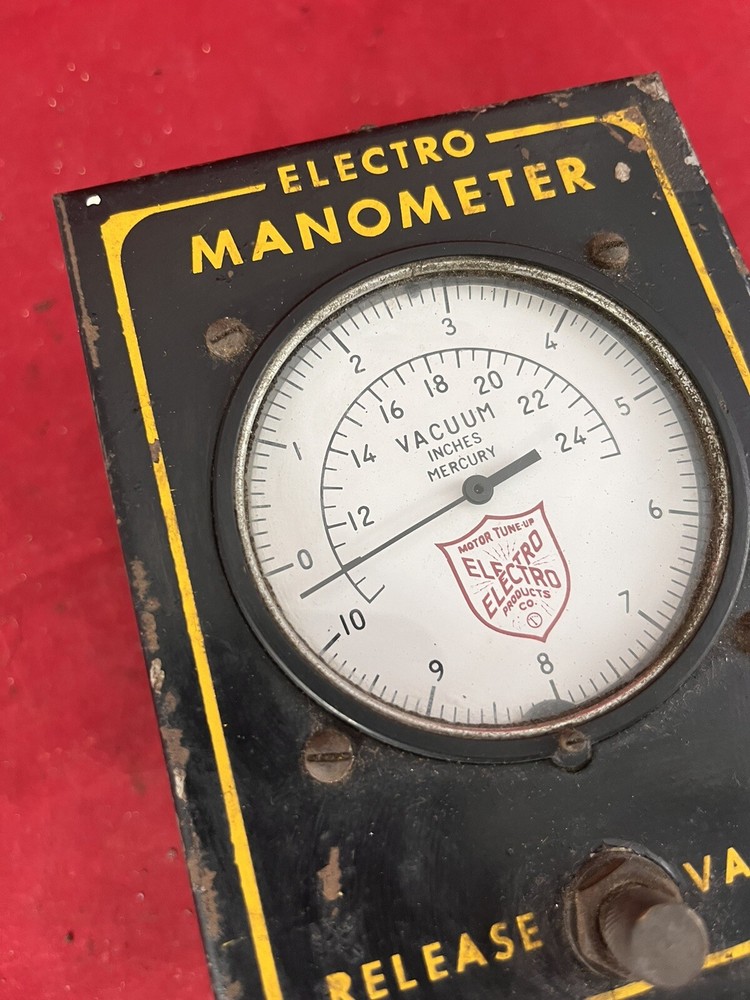 ELECTRO
MANOMETER
0
1
2
3
4
5
6
7
8
9
10
10
12
14
16
18
20
22
24
VACUUM
INCHES
MERCURY
MOTOR TUNE-UP
ELECTRO
ELECTRO
PRODUCTS
CO.
RELEASE
VA